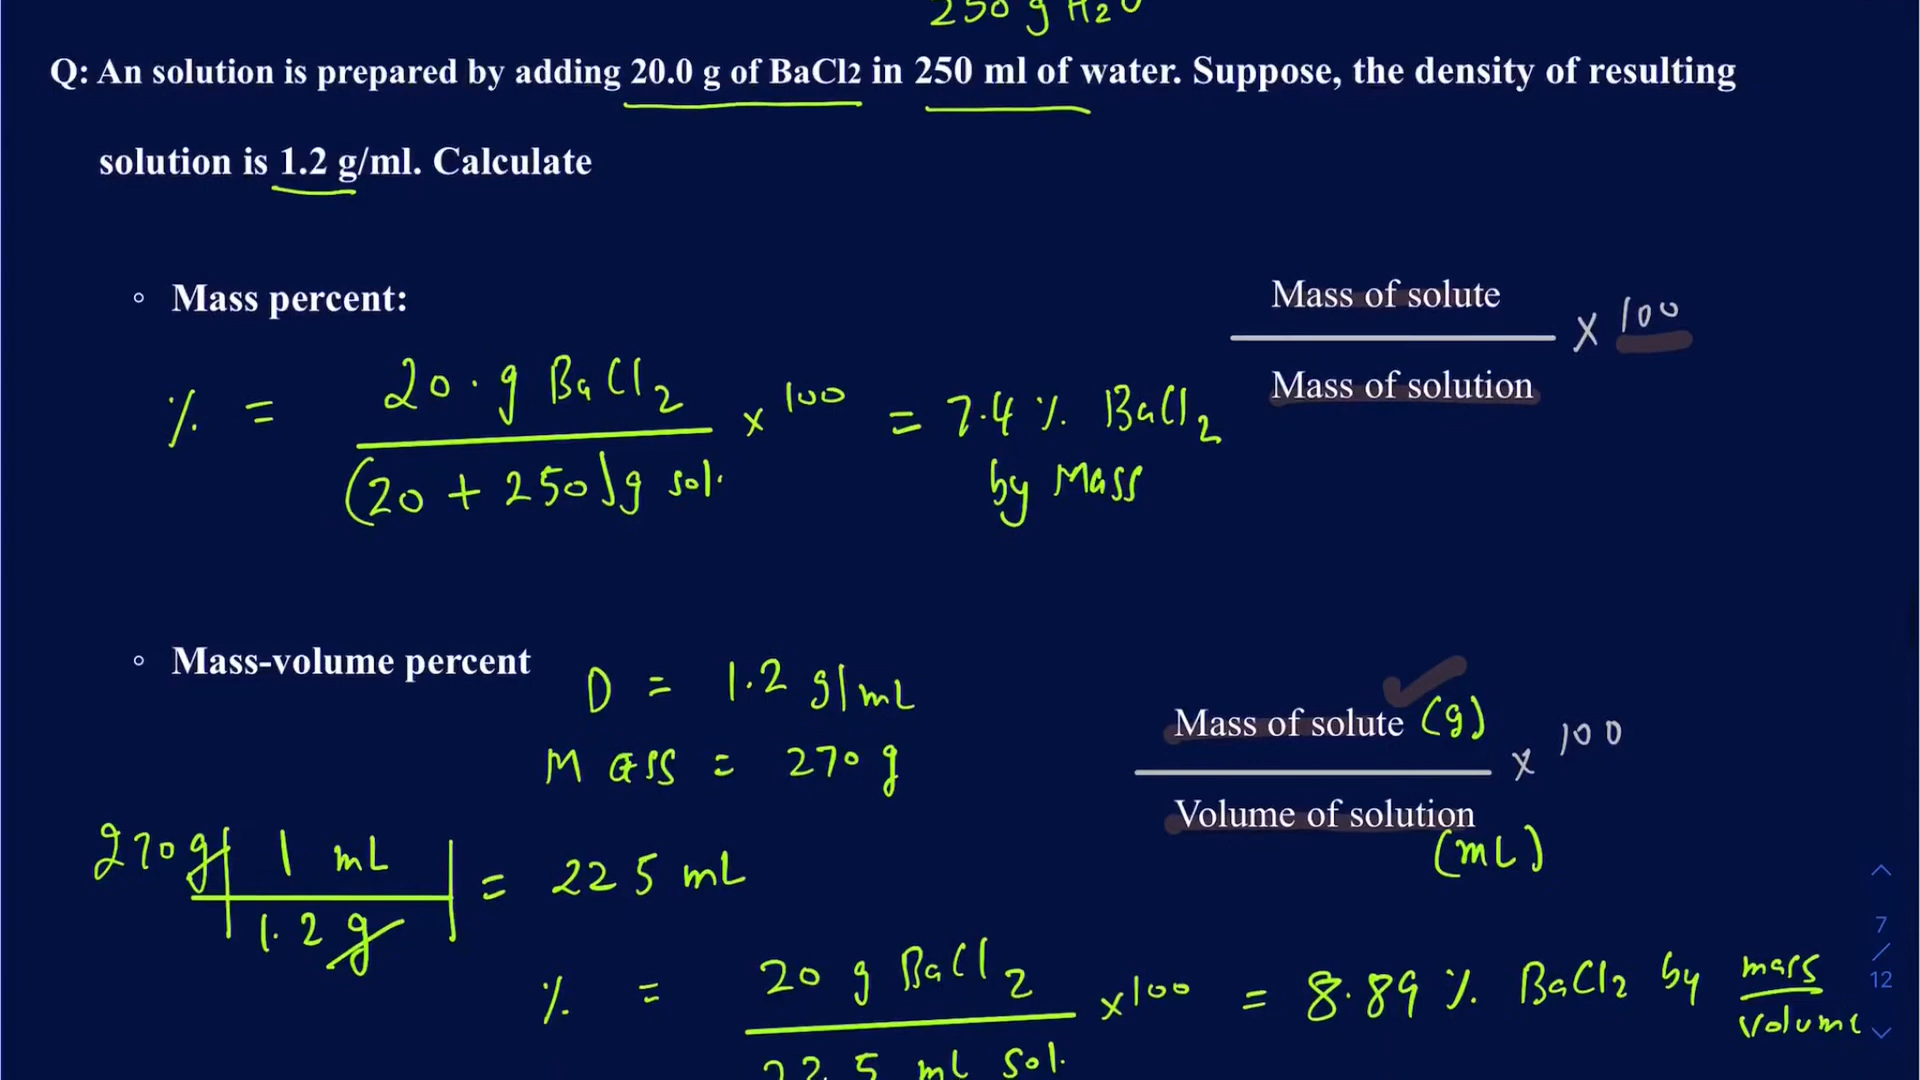 250 g H2O
Q: An solution is prepared by adding 20.0 g of BaCl2 in 250 ml of water. Suppose, the density of resulting
solution is 1.2 g/ml. Calculate
◦ Mass percent:
Mass of solute
x 100
Mass of solution
% = 20. g BaCl2 x 100 = 7.4 % BaCl2
(20 + 250) g sol. by Mass
◦ Mass-volume percent
D = 1.2 g/mL
Mass of solute (g)
x 100
Mass = 270 g
Volume of solution
(mL)
270 g | 1 mL | = 225 mL
1.2 g
% = 20 g BaCl2 x100 = 8.89 % BaCl2 by mass
volume
225 mL sol.
7
/
12